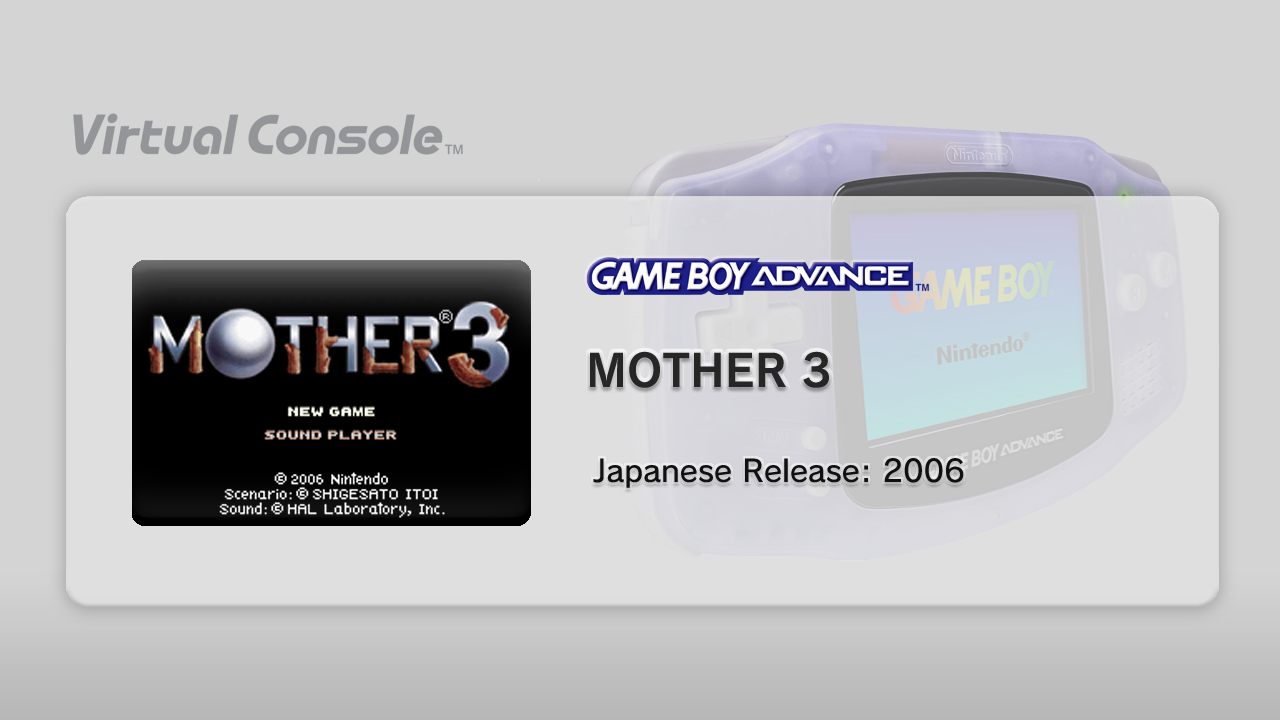 Virtual Console™
Nintendo
GAME BOY ADVANCE™
GAME BOY
Nintendo®
MOTHER®3
MOTHER 3
NEW GAME
SOUND PLAYER
GAME BOY ADVANCE
Japanese Release: 2006
© 2006 Nintendo
Scenario: © SHIGESATO ITOI
Sound: © HAL Laboratory, Inc.